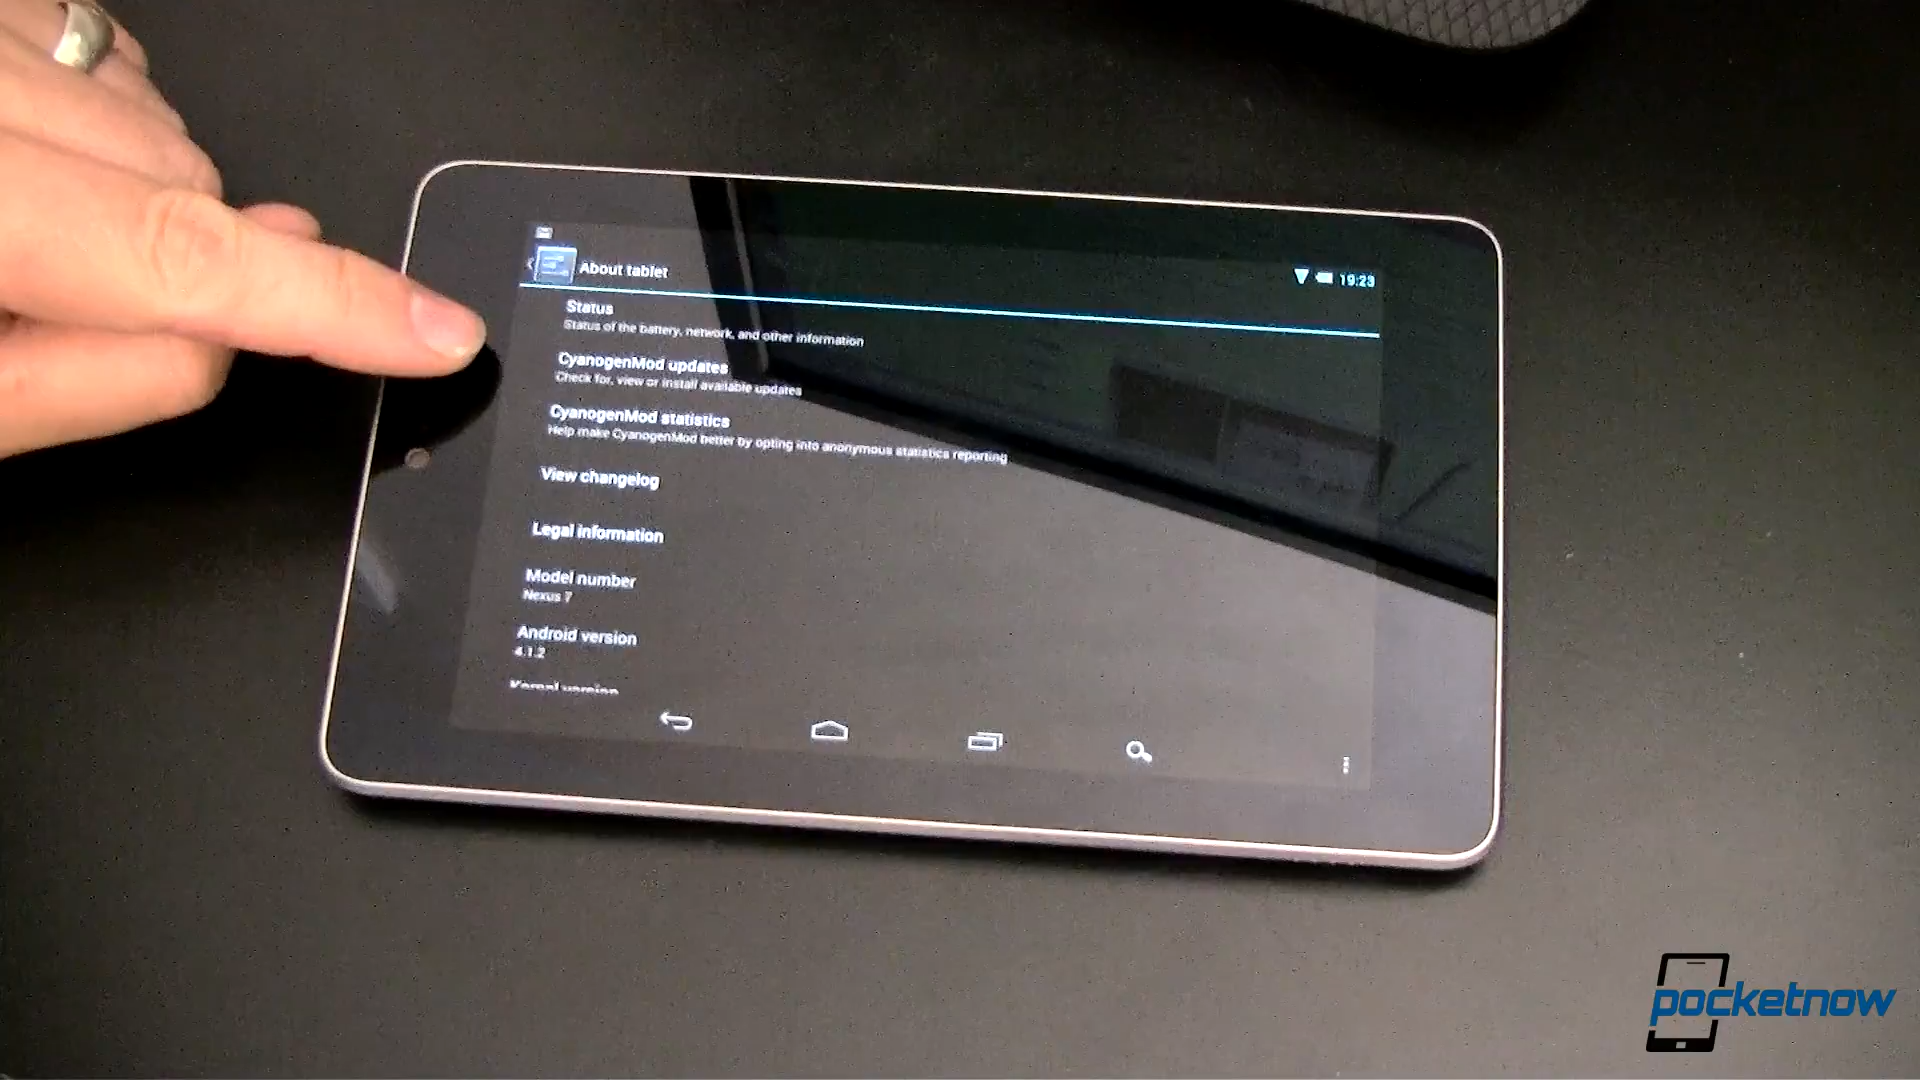 About tablet
19:23
Status
Status of the battery, network, and other information
CyanogenMod updates
Check for, view or install available updates
CyanogenMod statistics
Help make CyanogenMod better by opting into anonymous statistics reporting
View changelog
Legal information
Model number
Nexus 7
Android version
4.1.2
Kernel version
pocketnow